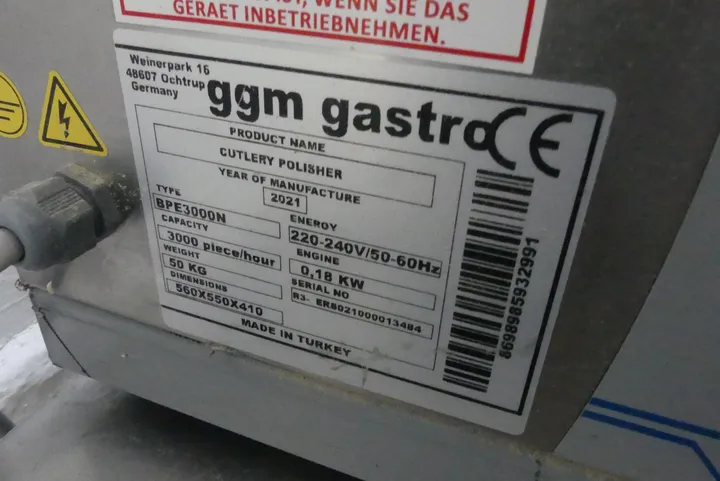 WENN SIE DAS
GERAET INBETRIEBNEHMEN.
Weinerpark 16
48607 Ochtrup
Germany
ggm gastro
CE
PRODUCT NAME
CUTLERY POLISHER
YEAR OF MANUFACTURE
2021
TYPE
BPE3000N
CAPACITY
3000 piece/hour
WEIGHT
50 KG
DIMENSIONS
560X550X410
ENERGY
220-240V/50-60Hz
ENGINE
0,18 KW
SERIAL NO
R3- ER8021000013484
MADE IN TURKEY
8698985932991